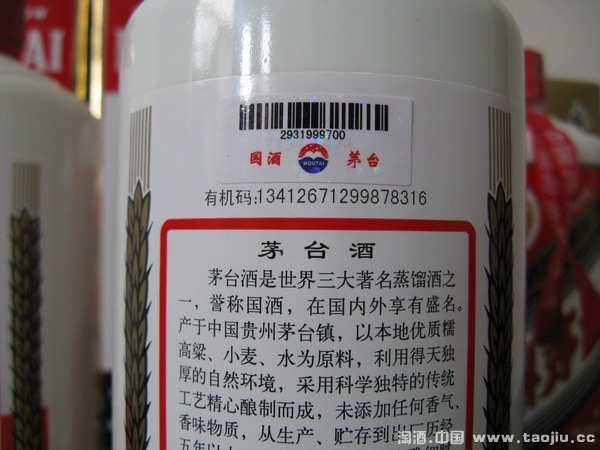 2931999700
国酒 MOUTAI 茅台
有机码:13412671299878316
茅台酒
茅台酒是世界三大著名蒸馏酒之
一，誉称国酒，在国内外享有盛名。
产于中国贵州茅台镇，以本地优质糯
高粱、小麦、水为原料，利用得天独
厚的自然环境，采用科学独特的传统
工艺精心酿制而成，未添加任何香气、
香味物质，从生产、贮存到出厂历经
五年以
淘酒.中国 www.taojiu.cc
AI